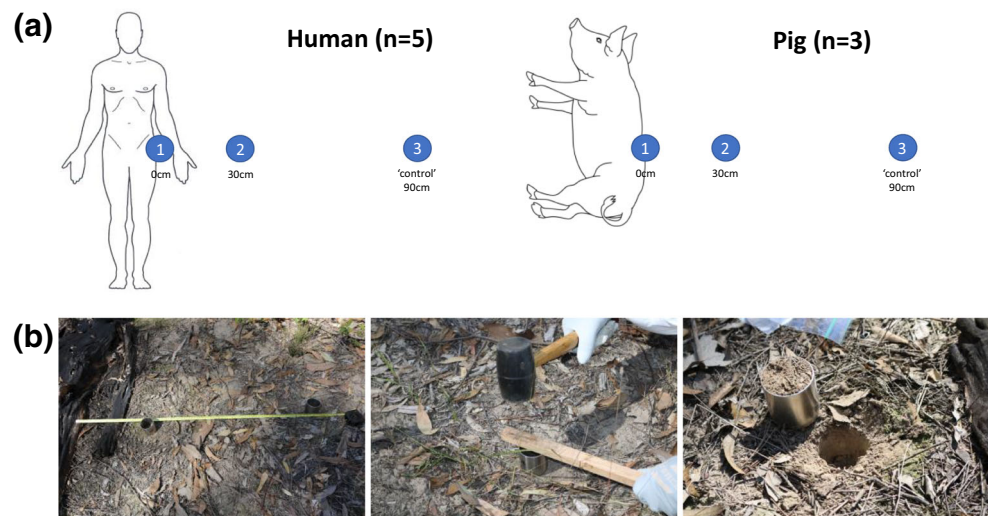 (a)
Human (n=5)
Pig (n=3)
1
2
3
0cm
30cm
'control'
90cm
1
2
3
0cm
30cm
'control'
90cm
(b)